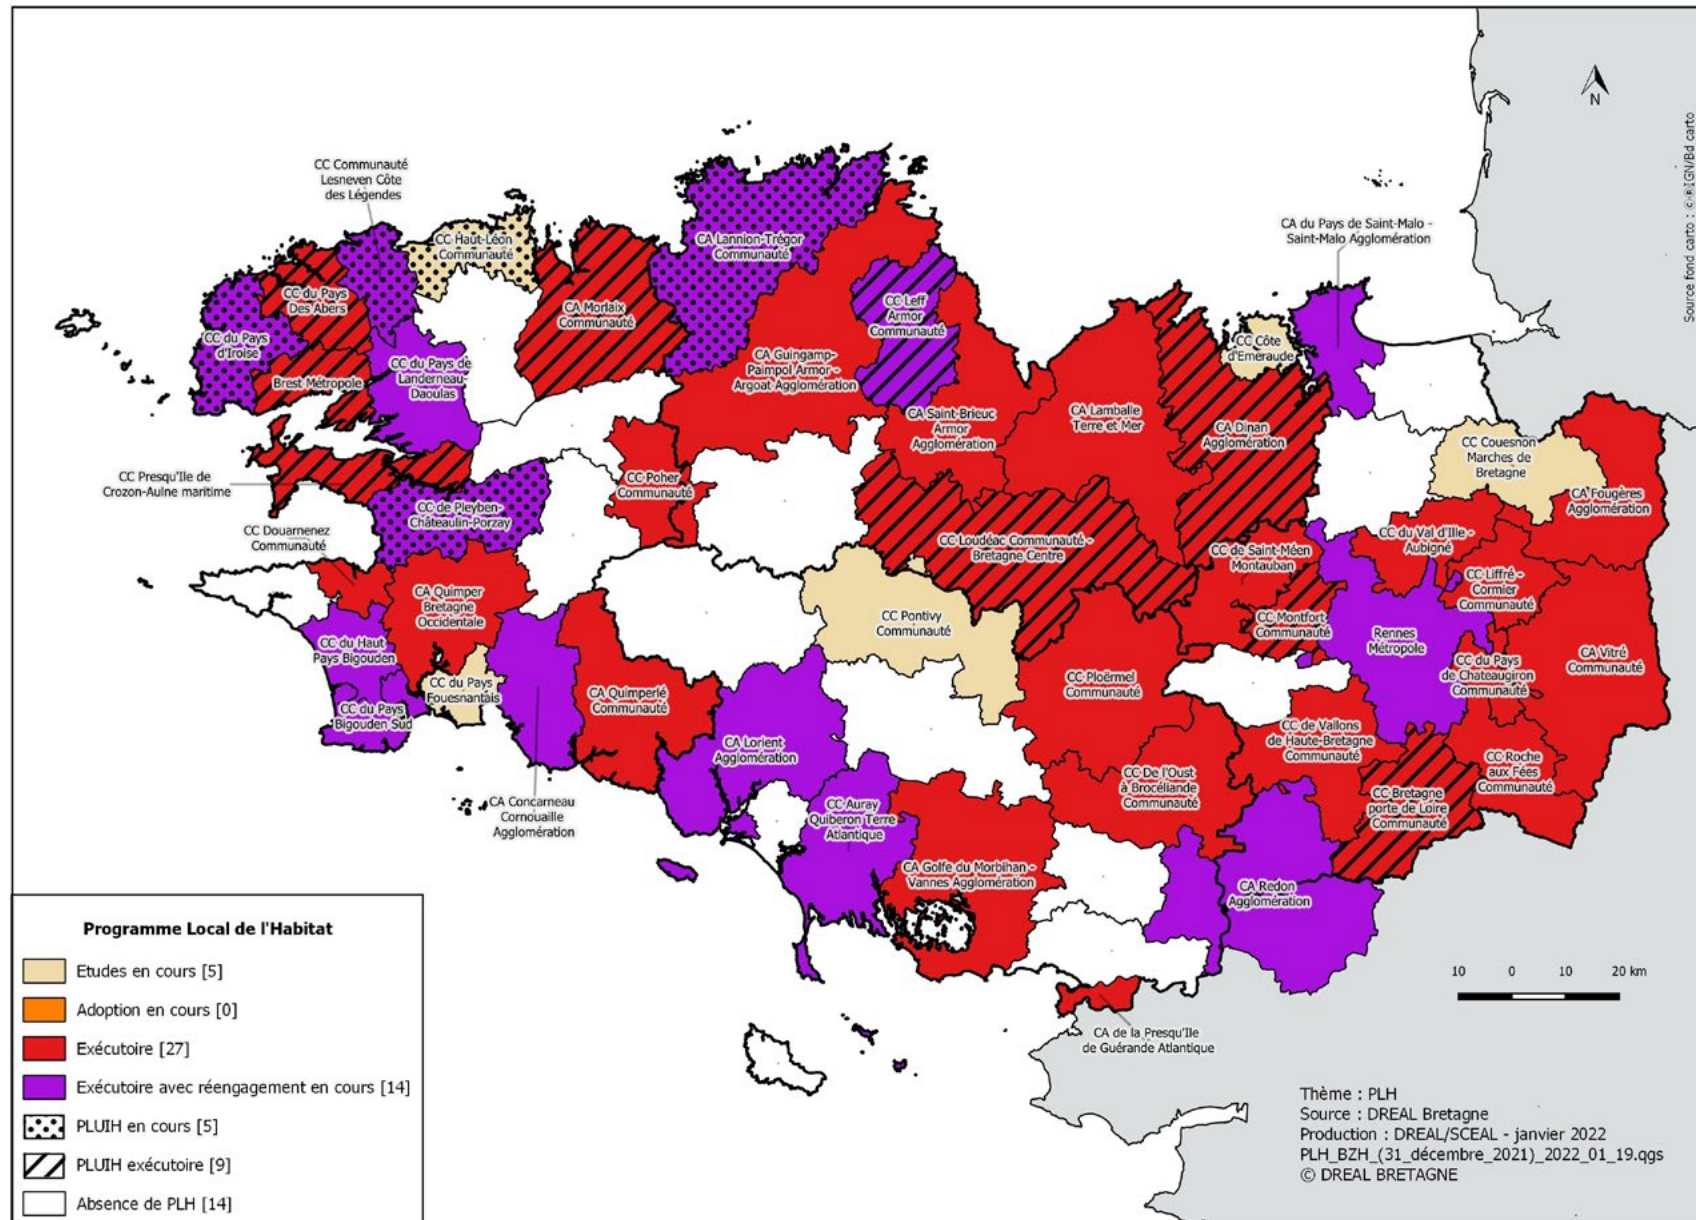 N
Source fond carto : ©®IGN/Bd carto
CC Communauté
Lesneven Côte
des Légendes
CC Haut-Léon
Communauté
CA Lannion-Trégor
Communauté
CA du Pays de Saint-Malo -
Saint-Malo Agglomération
CC du Pays
Des Abers
CA Morlaix
Communauté
CC Leff
Armor
Communauté
CC Côte
d'Emeraude
CC du Pays
d'Iroise
Brest Métropole
CC du Pays de
Landerneau-
Daoulas
CA Guingamp-
Paimpol Armor -
Argoat Agglomération
CA Saint-Brieuc
Armor
Agglomération
CA Lamballe
Terre et Mer
CA Dinan
Agglomération
CC Couesnon
Marches de
Bretagne
CA Fougères
Agglomération
CC Presqu'Ile de
Crozon-Aulne maritime
CC Poher
Communauté
CC de Pleyben-
Châteaulin-Porzay
CC Douarnenez
Communauté
CC Loudéac Communauté -
Bretagne Centre
CC de Saint-Méen
Montauban
CC du Val d'Ille -
Aubigné
CC Liffré -
Cormier
Communauté
CA Quimper
Bretagne
Occidentale
CC Pontivy
Communauté
CC Montfort
Communauté
Rennes
Métropole
CC du Haut
Pays Bigouden
CC du Pays
Fouesnantais
CA Quimperlé
Communauté
CC Ploërmel
Communauté
CC du Pays
de Chateaugiron
Communauté
CA Vitré
Communauté
CC du Pays
Bigouden Sud
CA Lorient
Agglomération
CC de Vallons
de Haute-Bretagne
Communauté
CC Roche
aux Fées
Communauté
CA Concarneau
Cornouaille
Agglomération
CC Auray
Quiberon Terre
Atlantique
CC De l'Oust
à Brocéliande
Communauté
CC Bretagne
porte de Loire
Communauté
CA Golfe du Morbihan -
Vannes Agglomération
CA Redon
Agglomération
CA de la Presqu'Ile
de Guérande Atlantique
10 0 10 20 km
Programme Local de l'Habitat
Etudes en cours [5]
Adoption en cours [0]
Exécutoire [27]
Exécutoire avec réengagement en cours [14]
PLUIH en cours [5]
PLUIH exécutoire [9]
Absence de PLH [14]
Thème : PLH
Source : DREAL Bretagne
Production : DREAL/SCEAL - janvier 2022
PLH_BZH_(31_décembre_2021)_2022_01_19.qgs
© DREAL BRETAGNE